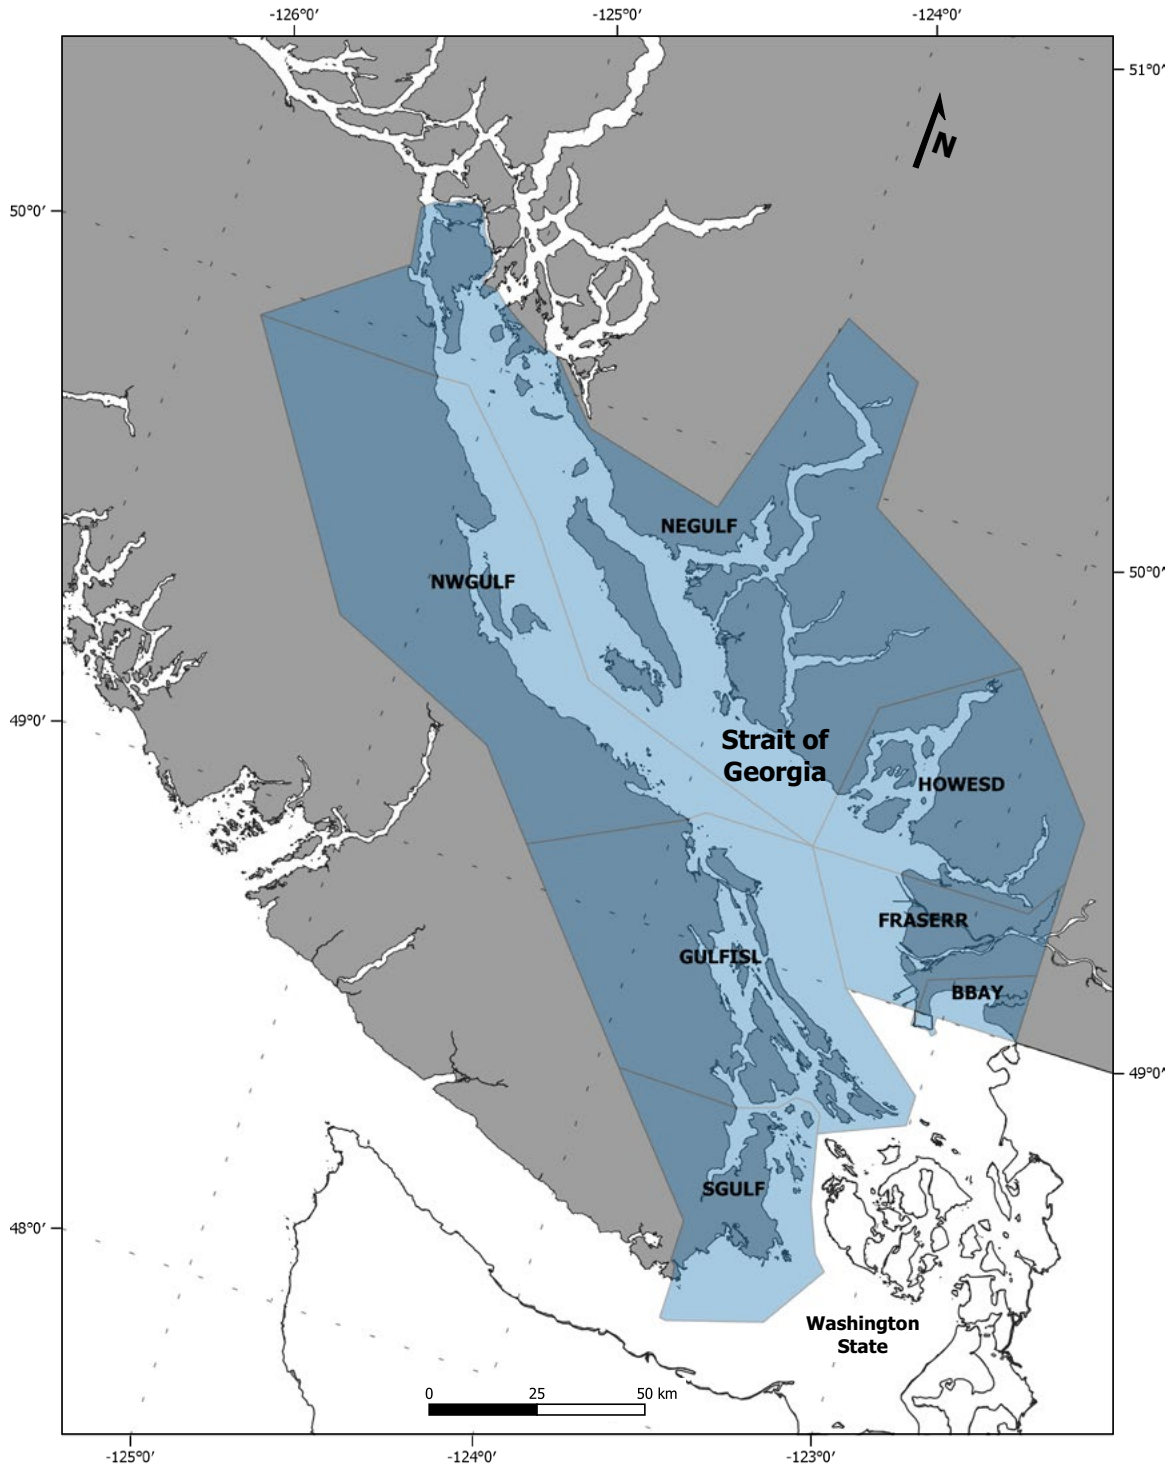 -126°0′
-125°0′
-124°0′
51°0′
N
50°0′
NEGULF
50°0′
NWGULF
49°0′
Strait of
Georgia
HOWESD
FRASERR
GULFISL
BBAY
49°0′
SGULF
48°0′
Washington
State
0
25
50 km
-125°0′
-124°0′
-123°0′